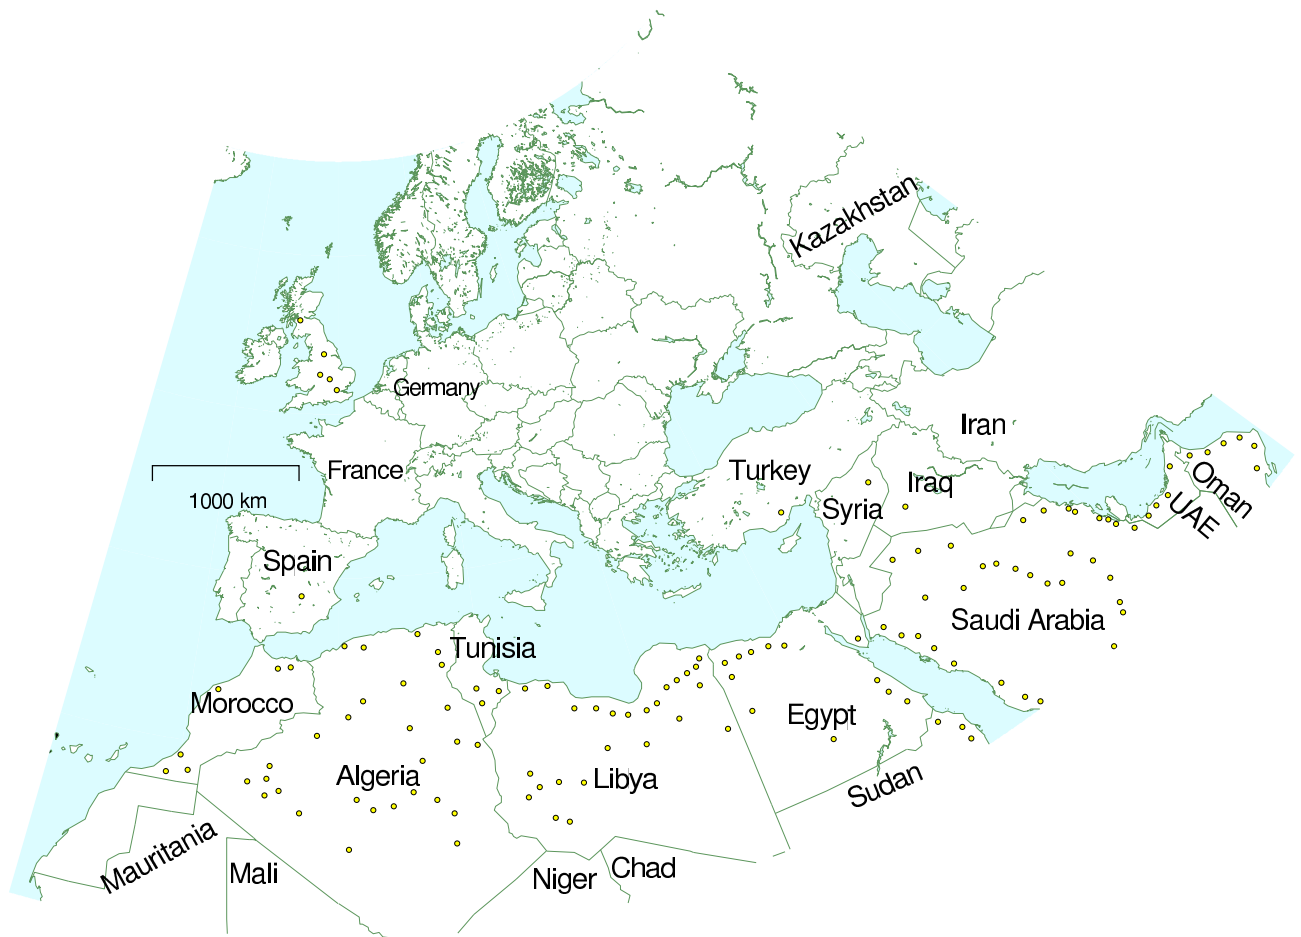 Kazakhstan
Germany
Iran
France
Turkey
Iraq
Oman
1000 km
Syria
UAE
Spain
Saudi Arabia
Tunisia
Morocco
Egypt
Algeria
Libya
Sudan
Mauritania
Mali
Niger
Chad